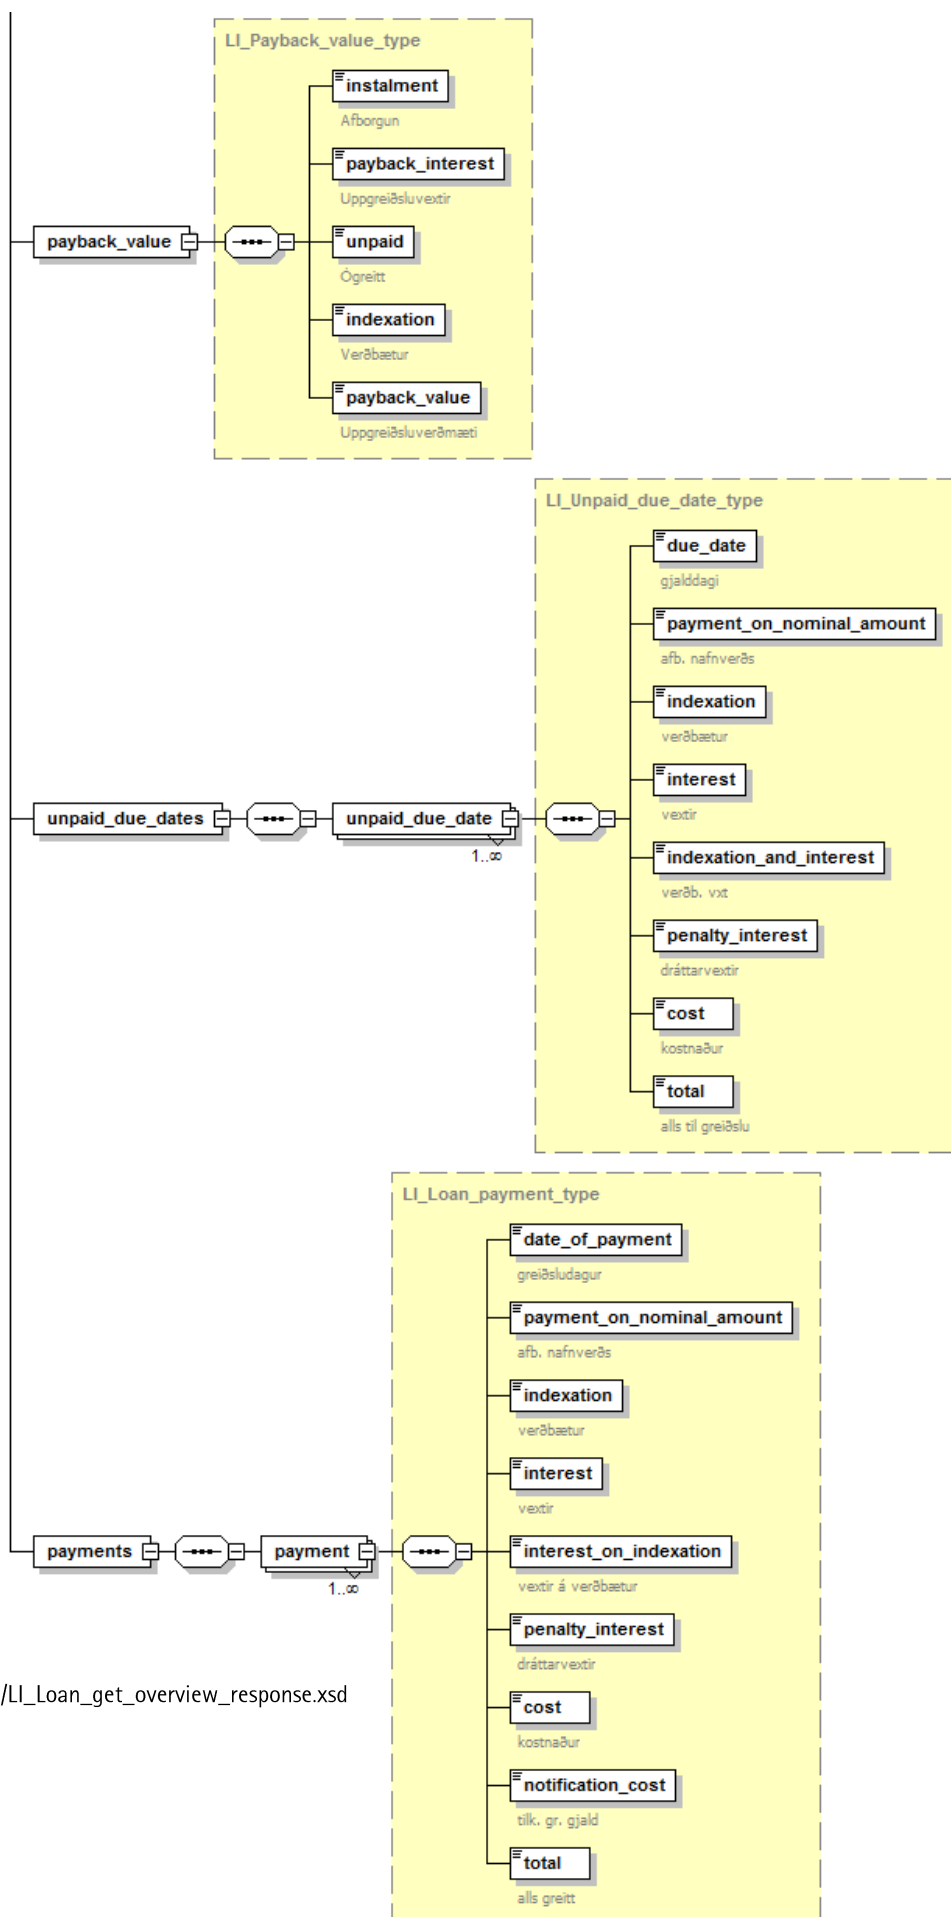 LI_Payback_value_type
instalment
Afborgun
payback_interest
Uppgreiðsluvextir
payback_value
unpaid
Ógreitt
indexation
Verðbætur
payback_value
Uppgreiðsluverðmæti
LI_Unpaid_due_date_type
due_date
gjalddagi
payment_on_nominal_amount
afb. nafnverðs
indexation
verðbætur
interest
vextir
unpaid_due_dates
unpaid_due_date
1..∞
indexation_and_interest
verðb. vxt
penalty_interest
dráttarvextir
cost
kostnaður
total
alls til greiðslu
LI_Loan_payment_type
date_of_payment
greiðsludagur
payment_on_nominal_amount
afb. nafnverðs
indexation
verðbætur
interest
vextir
payments
payment
1..∞
interest_on_indexation
vextir á verðbætur
penalty_interest
dráttarvextir
/LI_Loan_get_overview_response.xsd
cost
kostnaður
notification_cost
tilk. gr. gjald
total
alls greitt